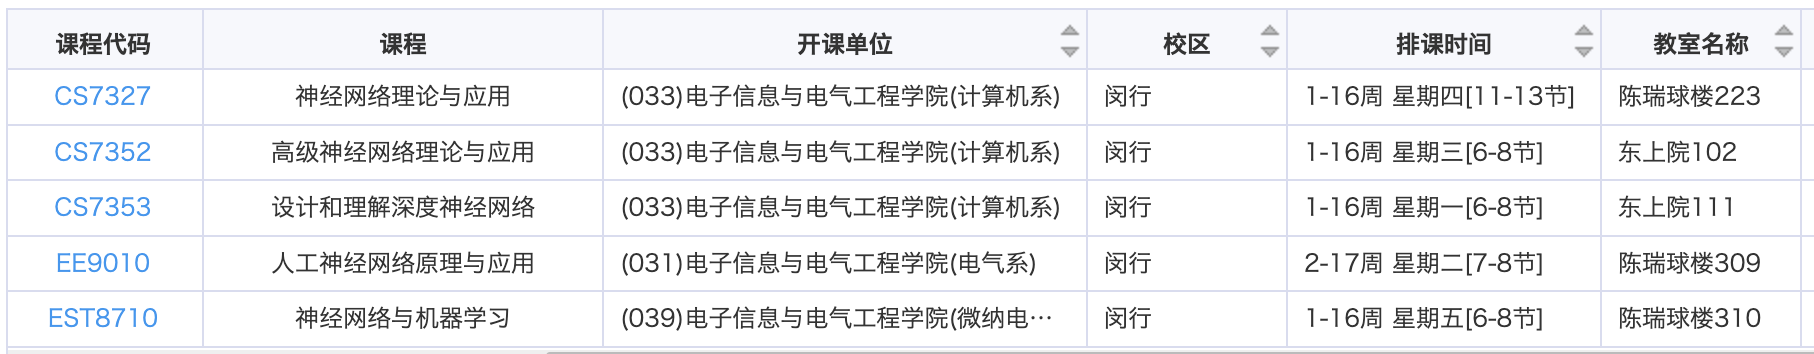 课程代码 课程 开课单位 校区 排课时间 教室名称
CS7327 神经网络理论与应用 (033)电子信息与电气工程学院(计算机系) 闵行 1-16周 星期四[11-13节] 陈瑞球楼223
CS7352 高级神经网络理论与应用 (033)电子信息与电气工程学院(计算机系) 闵行 1-16周 星期三[6-8节] 东上院102
CS7353 设计和理解深度神经网络 (033)电子信息与电气工程学院(计算机系) 闵行 1-16周 星期一[6-8节] 东上院111
EE9010 人工神经网络原理与应用 (031)电子信息与电气工程学院(电气系) 闵行 2-17周 星期二[7-8节] 陈瑞球楼309
EST8710 神经网络与机器学习 (039)电子信息与电气工程学院(微纳电… 闵行 1-16周 星期五[6-8节] 陈瑞球楼310